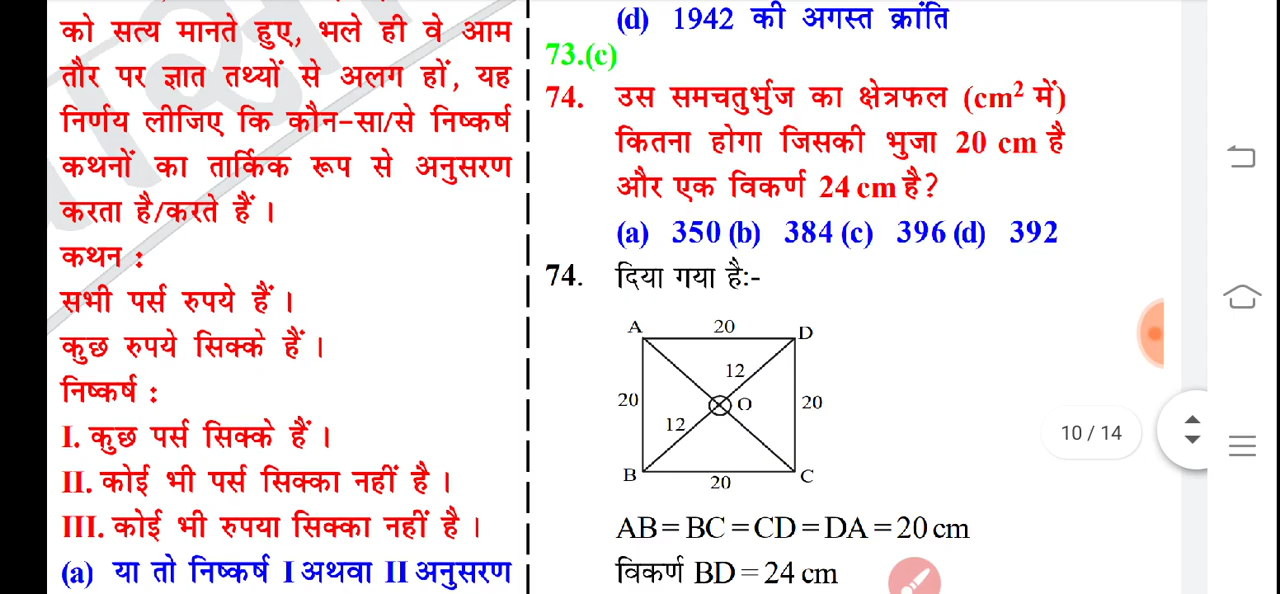 को सत्य मानते हुए, भले ही वे आम
तौर पर ज्ञात तथ्यों से अलग हों, यह
निर्णय लीजिए कि कौन-सा/से निष्कर्ष
कथनों का तार्किक रूप से अनुसरण
करता है/करते हैं ।
कथन :
सभी पर्स रुपये हैं ।
कुछ रुपये सिक्के हैं ।
निष्कर्ष :
I. कुछ पर्स सिक्के हैं ।
II. कोई भी पर्स सिक्का नहीं है ।
III. कोई भी रुपया सिक्का नहीं है ।
(a) या तो निष्कर्ष I अथवा II अनुसरण
(d) 1942 की अगस्त क्रांति
73.(c)
74. उस समचतुर्भुज का क्षेत्रफल (cm² में)
कितना होगा जिसकी भुजा 20 cm है
और एक विकर्ण 24 cm है?
(a) 350 (b) 384 (c) 396 (d) 392
74. दिया गया है:-
A 20 D
12
20 O 20
12
B 20 C
AB = BC = CD = DA = 20 cm
विकर्ण BD = 24 cm
10 / 14